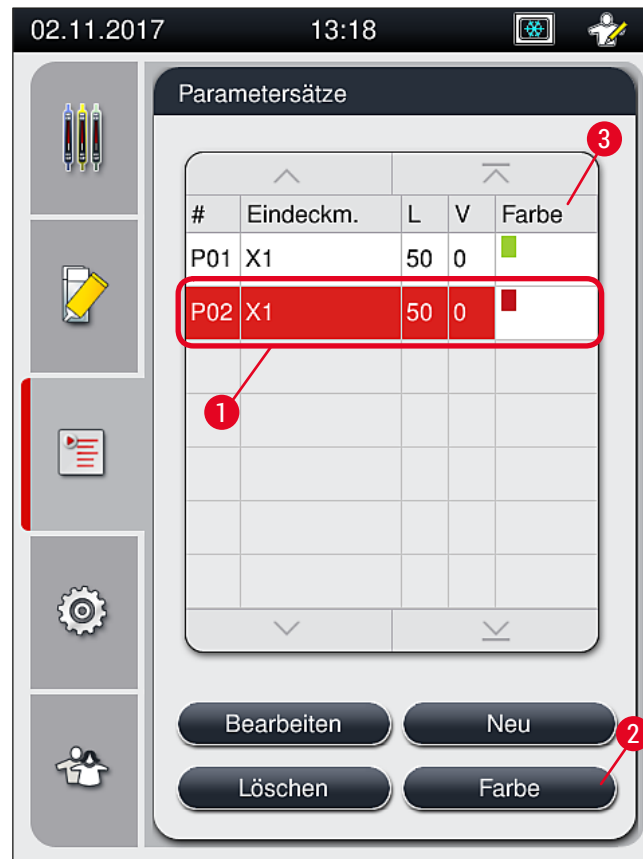 02.11.2017 13:18
Parametersätze
3
# Eindeckm. L V Farbe
P01 X1 50 0
P02 X1 50 0
1
Bearbeiten Neu
2
Löschen Farbe